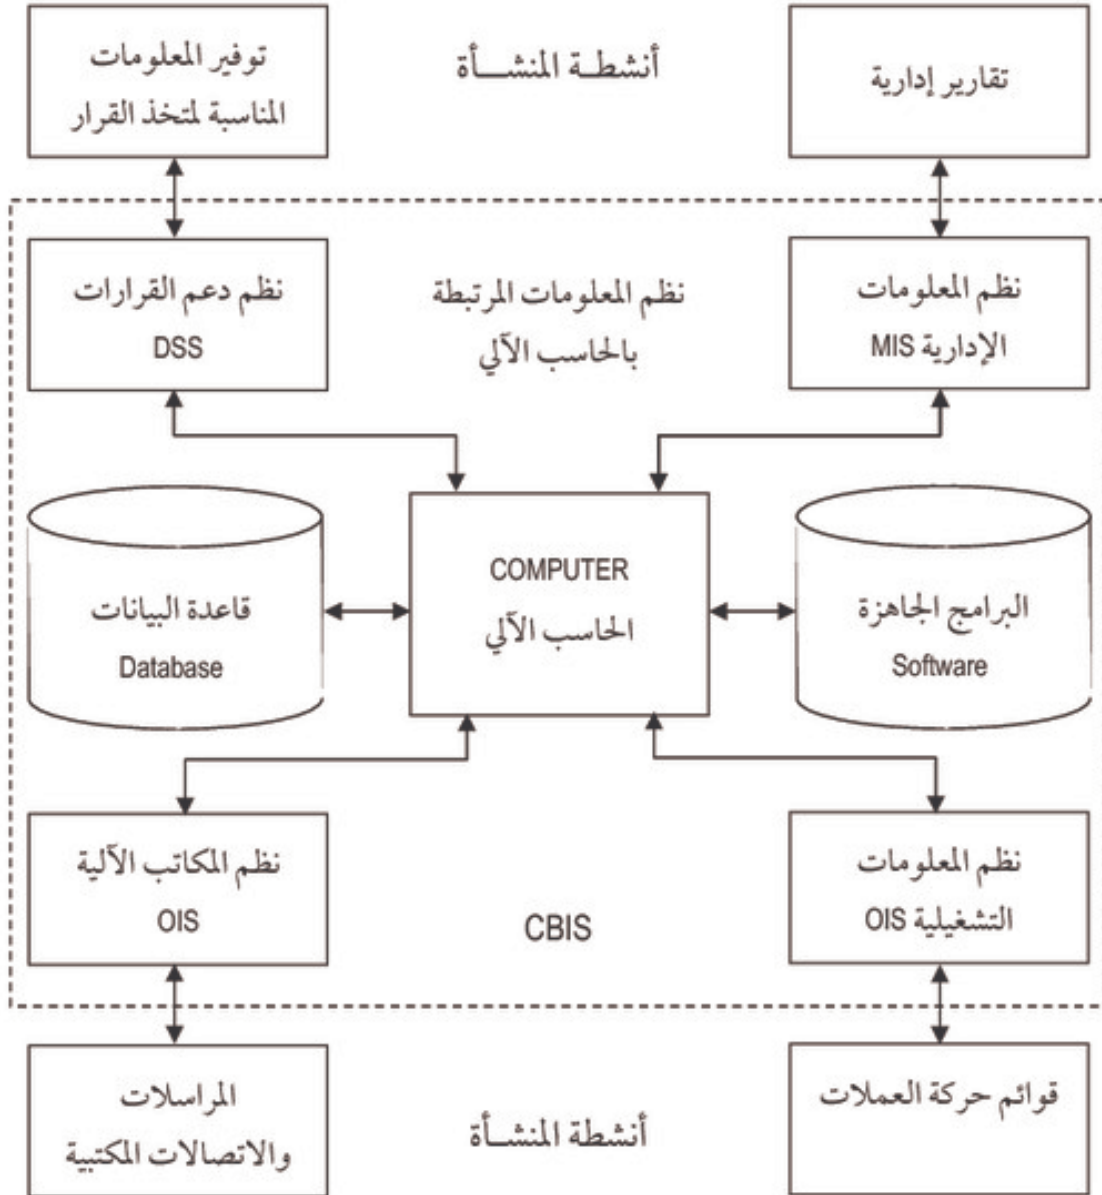 تقارير إدارية
أنشطة المنشــأة
توفير المعلومات
المناسبة لمتخذ القرار
نظم المعلومات
الإدارية MIS
نظم المعلومات المرتبطة
بالحاسب الآلي
نظم دعم القرارات
DSS
البرامج الجاهزة
Software
COMPUTER
الحاسب الآلي
قاعدة البيانات
Database
نظم المعلومات
التشغيلية OIS
CBIS
نظم المكاتب الآلية
OIS
قوائم حركة العملات
أنشطة المنشــأة
المراسلات
والاتصالات المكتبية